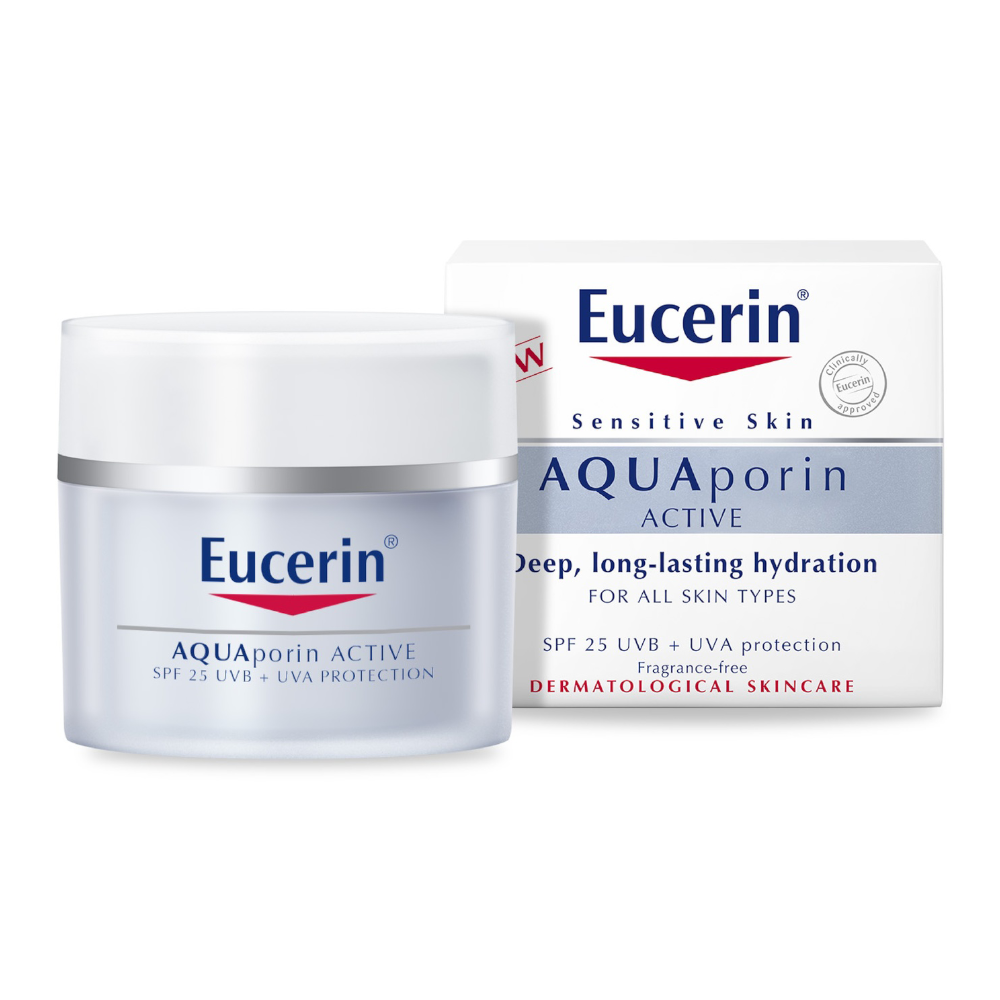 Eucerin®
AQUAporin ACTIVE
SPF 25 UVB + UVA PROTECTION
Eucerin®
Clinically
Eucerin
approved
Sensitive Skin
AQUAporin
ACTIVE
long-lasting hydration
FOR ALL SKIN TYPES
SPF 25 UVB + UVA protection
Fragrance-free
DERMATOLOGICAL SKINCARE